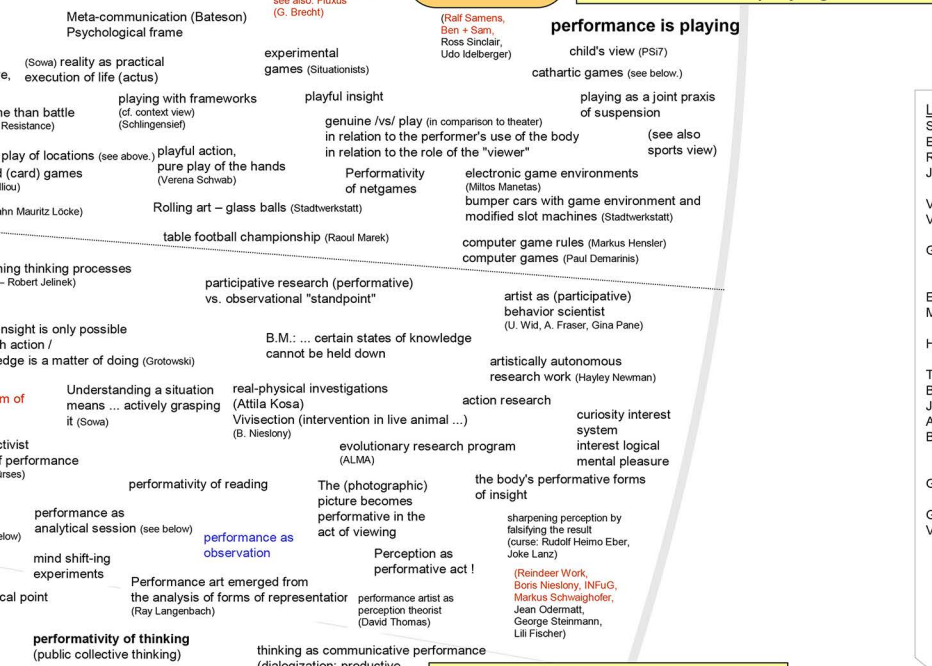 see also: Fluxus
(G. Brecht)
Meta-communication (Bateson)
Psychological frame
(Ralf Samens,
Ben + Sam,
Ross Sinclair,
Udo Idelberger)
performance is playing
child's view (PSi7)
cathartic games (see below.)
experimental
games (Situationists)
(Sowa) reality as practical
execution of life (actus)
playing with frameworks
(cf. context view)
(Schlingensief)
playful insight
playing as a joint praxis
of suspension
me than battle
Resistance)
genuine /vs/ play (in comparison to theater)
in relation to the performer's use of the body
in relation to the role of the "viewer"
(see also
sports view)
play of locations (see above.)
playful action,
pure play of the hands
(Verena Schwab)
(card) games
Performativity
of netgames
electronic game environments
(Miltos Manetas)
bumper cars with game environment and
modified slot machines (Stadtwerkstatt)
ahn Mauritz Löcke)
Rolling art – glass balls (Stadtwerkstatt)
table football championship (Raoul Marek)
computer game rules (Markus Hensler)
computer games (Paul Demarinis)
ning thinking processes
– Robert Jelinek)
participative research (performative)
vs. observational "standpoint"
artist as (participative)
behavior scientist
(U. Wid, A. Fraser, Gina Pane)
nsight is only possible
h action /
edge is a matter of doing (Grotowski)
B.M.: ... certain states of knowledge
cannot be held down
artistically autonomous
research work (Hayley Newman)
m of
Understanding a situation
means ... actively grasping
it (Sowa)
real-physical investigations
(Attila Kosa)
Vivisection (intervention in live animal ...)
(B. Nieslony)
action research
curiosity interest
system
interest logical
mental pleasure
ctivist
f performance
urses)
evolutionary research program
(ALMA)
performativity of reading
The (photographic)
picture becomes
performative in the
act of viewing
the body's performative forms
of insight
performance as
analytical session (see below)
elow)
performance as
observation
sharpening perception by
falsifying the result
(curse: Rudolf Heimo Eber,
Joke Lanz)
mind shift-ing
experiments
Perception as
performative act !
cal point
Performance art emerged from
the analysis of forms of representation
(Ray Langenbach)
performance artist as
perception theorist
(David Thomas)
(Reindeer Work,
Boris Nieslony, INFuG,
Markus Schwaighofer,
Jean Odermatt,
George Steinmann,
Lili Fischer)
performativity of thinking
(public collective thinking)
thinking as communicative performance
(dialogization: productive